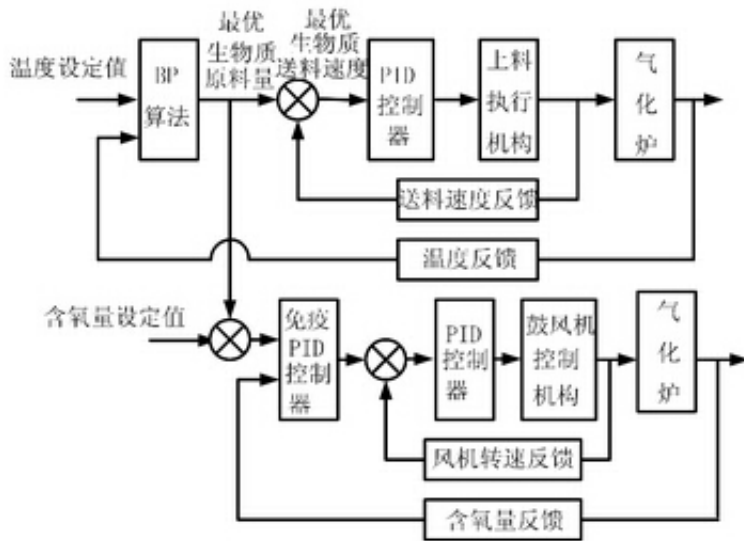 最优
生物质
原料量
最优
生物质
送料速度
温度设定值
BP
算法
PID
控制
器
上料
执行
机构
气
化
炉
送料速度反馈
温度反馈
含氧量设定值
免疫
PID
控制
器
PID
控制
器
鼓风机
控制
机构
气
化
炉
风机转速反馈
含氧量反馈